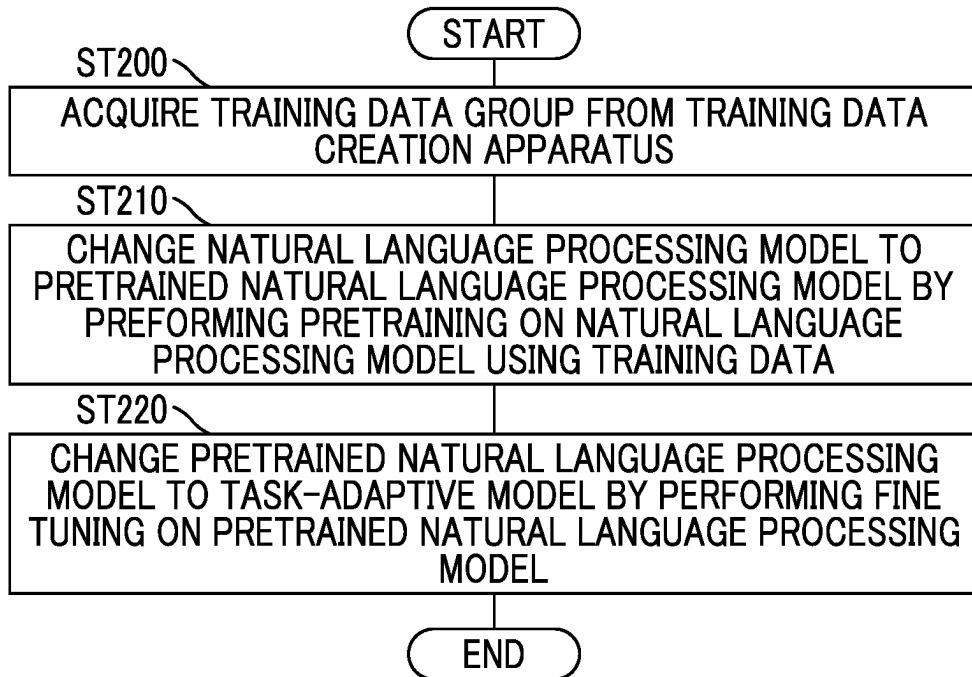 START
ST200
ACQUIRE TRAINING DATA GROUP FROM TRAINING DATA
CREATION APPARATUS
ST210
CHANGE NATURAL LANGUAGE PROCESSING MODEL TO
PRETRAINED NATURAL LANGUAGE PROCESSING MODEL BY
PREFORMING PRETRAINING ON NATURAL LANGUAGE
PROCESSING MODEL USING TRAINING DATA
ST220
CHANGE PRETRAINED NATURAL LANGUAGE PROCESSING
MODEL TO TASK-ADAPTIVE MODEL BY PERFORMING FINE
TUNING ON PRETRAINED NATURAL LANGUAGE PROCESSING
MODEL
END